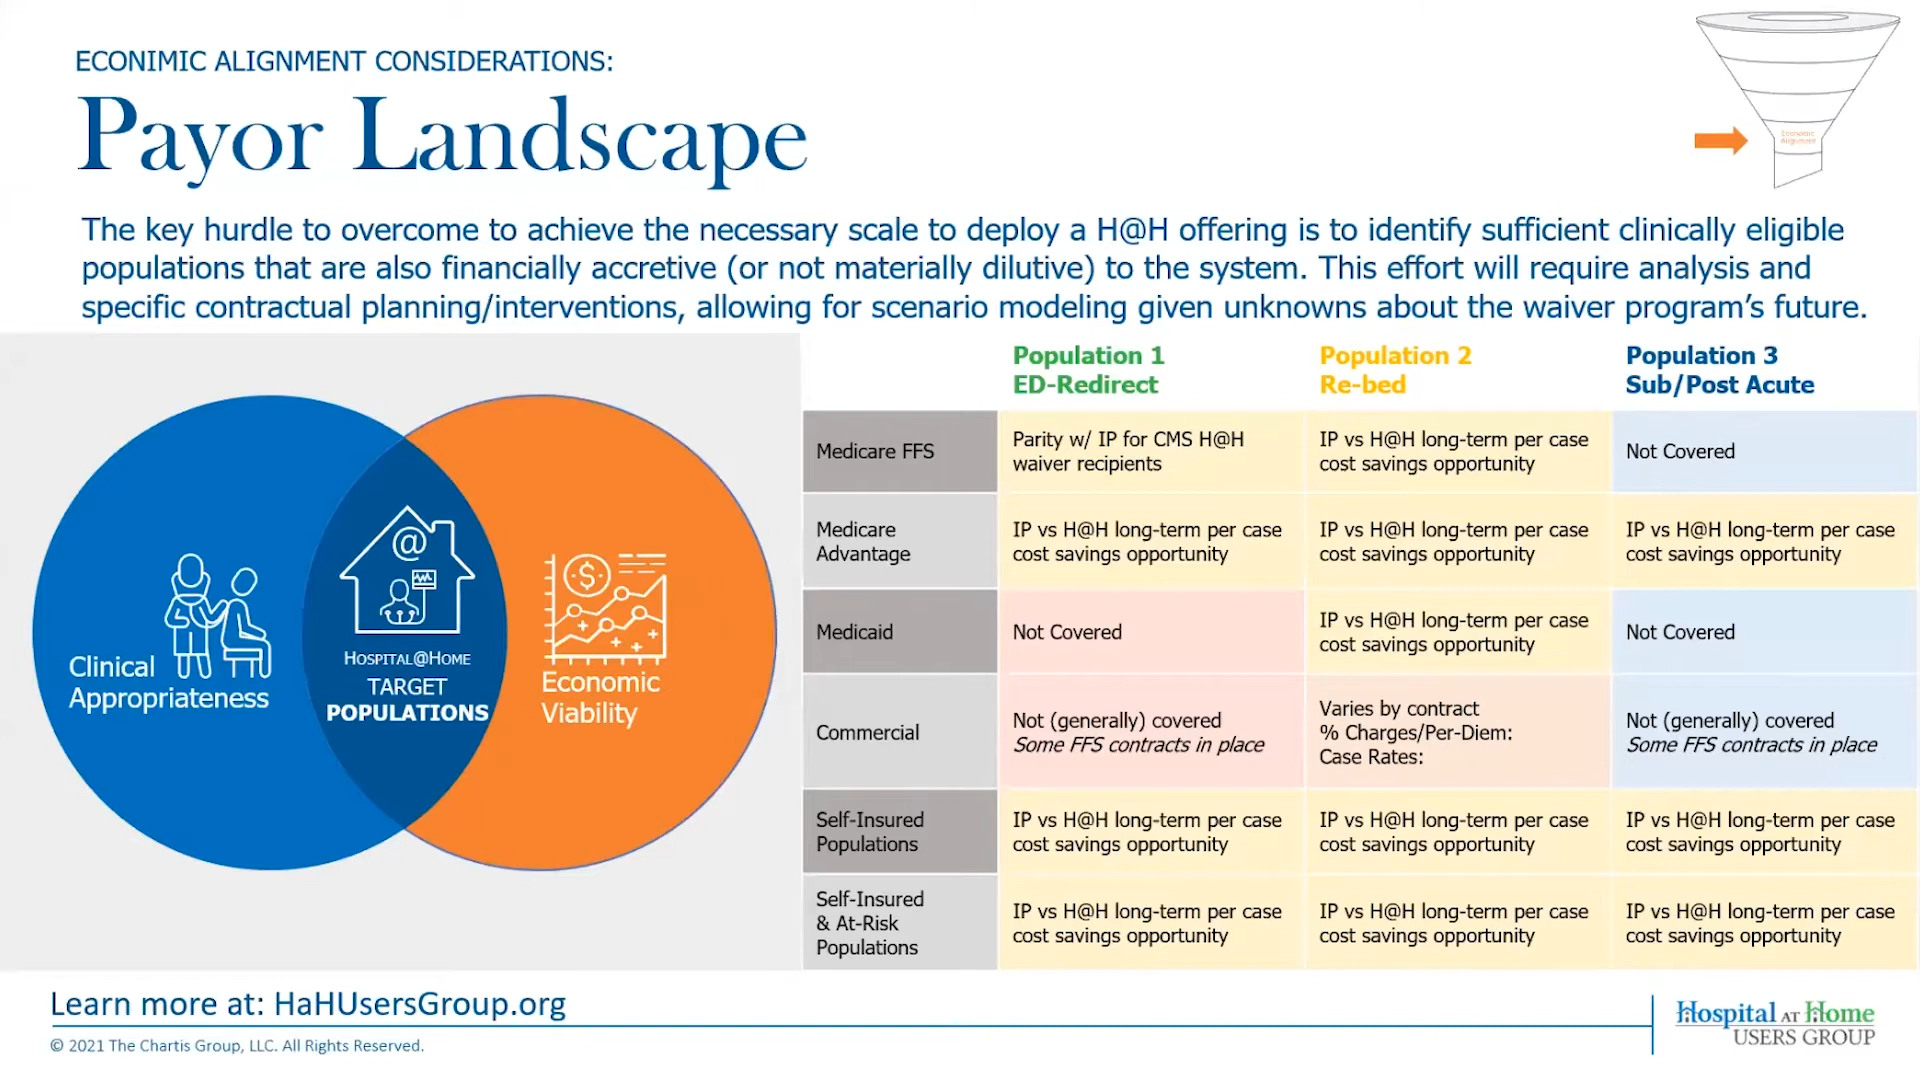 ECONIMIC ALIGNMENT CONSIDERATIONS:
Payor Landscape
Economic
Alignment
The key hurdle to overcome to achieve the necessary scale to deploy a H@H offering is to identify sufficient clinically eligible
populations that are also financially accretive (or not materially dilutive) to the system. This effort will require analysis and
specific contractual planning/interventions, allowing for scenario modeling given unknowns about the waiver program’s future.
Clinical
Appropriateness
@
HOSPITAL@HOME
TARGET
POPULATIONS
$
Economic
Viability
Population 1
ED-Redirect
Population 2
Re-bed
Population 3
Sub/Post Acute
Medicare FFS
Parity w/ IP for CMS H@H
waiver recipients
IP vs H@H long-term per case
cost savings opportunity
Not Covered
Medicare
Advantage
IP vs H@H long-term per case
cost savings opportunity
IP vs H@H long-term per case
cost savings opportunity
IP vs H@H long-term per case
cost savings opportunity
Medicaid
Not Covered
IP vs H@H long-term per case
cost savings opportunity
Not Covered
Commercial
Not (generally) covered
Some FFS contracts in place
Varies by contract
% Charges/Per-Diem:
Case Rates:
Not (generally) covered
Some FFS contracts in place
Self-Insured
Populations
IP vs H@H long-term per case
cost savings opportunity
IP vs H@H long-term per case
cost savings opportunity
IP vs H@H long-term per case
cost savings opportunity
Self-Insured
& At-Risk
Populations
IP vs H@H long-term per case
cost savings opportunity
IP vs H@H long-term per case
cost savings opportunity
IP vs H@H long-term per case
cost savings opportunity
Learn more at: HaHUsersGroup.org
© 2021 The Chartis Group, LLC. All Rights Reserved.
Hospital AT Home
USERS GROUP